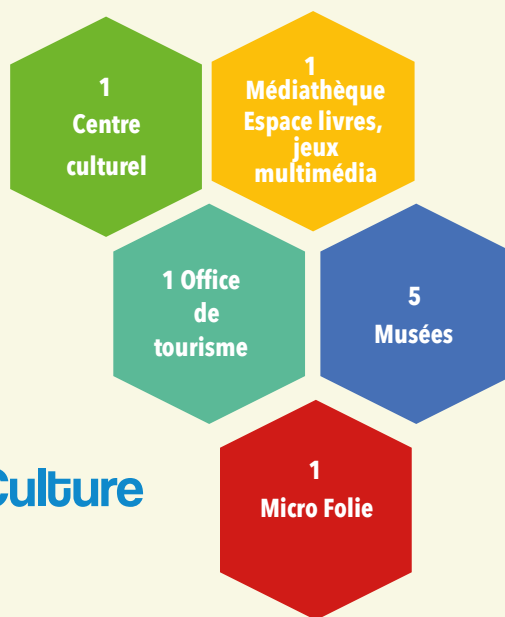 1
Centre
culturel
1
Médiathèque
Espace livres,
jeux
multimédia
1 Office
de
tourisme
5
Musées
1
Micro Folie
Culture